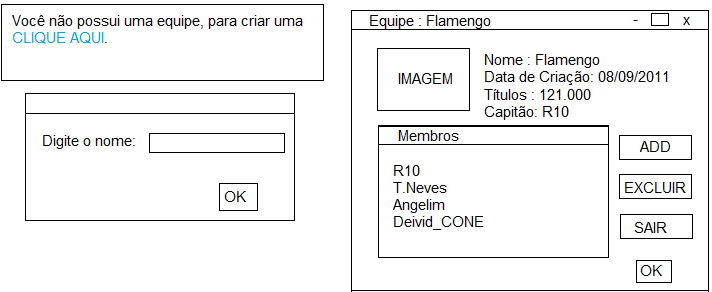 Você não possui uma equipe, para criar uma
CLIQUE AQUI.
Digite o nome:
OK
Equipe : Flamengo - x
IMAGEM
Nome : Flamengo
Data de Criação: 08/09/2011
Títulos : 121.000
Capitão: R10
Membros
R10
T.Neves
Angelim
Deivid_CONE
ADD
EXCLUIR
SAIR
OK